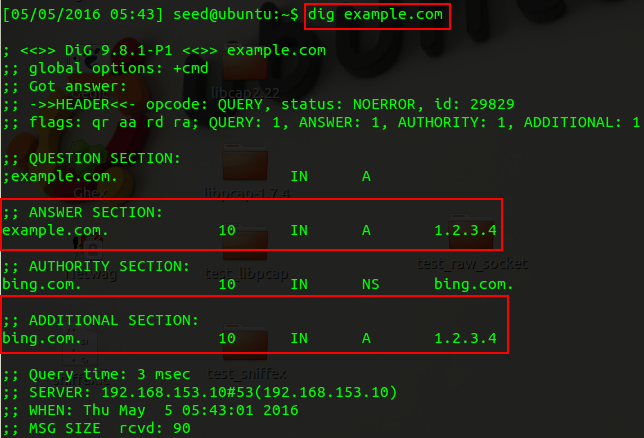 [05/05/2016 05:43] seed@ubuntu:~$ dig example.com
; <<>> DiG 9.8.1-P1 <<>> example.com
;; global options: +cmd
;; Got answer:
;; ->>HEADER<<- opcode: QUERY, status: NOERROR, id: 29829
;; flags: qr aa rd ra; QUERY: 1, ANSWER: 1, AUTHORITY: 1, ADDITIONAL: 1
libcap2.22
;; QUESTION SECTION:
;example.com. IN A
Ghex
libpcap-1.7.4
;; ANSWER SECTION:
example.com. 10 IN A 1.2.3.4
Netwag
test_libpcap
test_raw_socket
;; AUTHORITY SECTION:
bing.com. 10 IN NS bing.com.
;; ADDITIONAL SECTION:
bing.com. 10 IN A 1.2.3.4
test_sniffex
;; Query time: 3 msec
;; SERVER: 192.168.153.10#53(192.168.153.10)
;; WHEN: Thu May 5 05:43:01 2016
;; MSG SIZE rcvd: 90